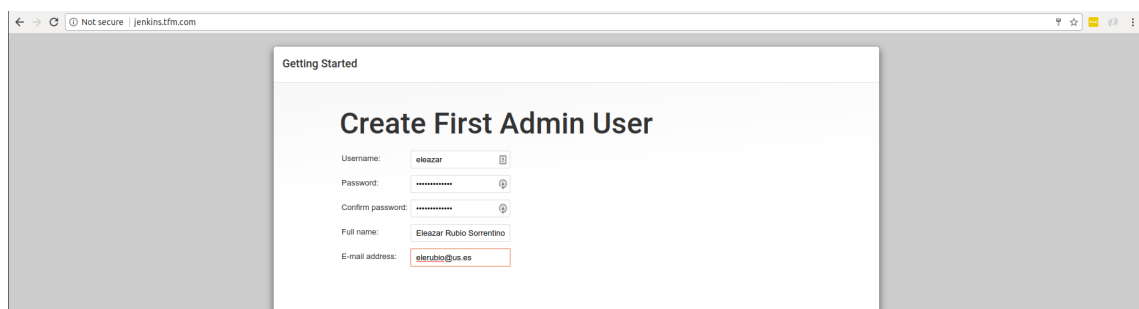 Not secure jenkins.tfm.com
Getting Started
Create First Admin User
Username: eleazar
Password: •••••••••••••
Confirm password: •••••••••••••
Full name: Eleazar Rubio Sorrentino
E-mail address: elerubio@us.es